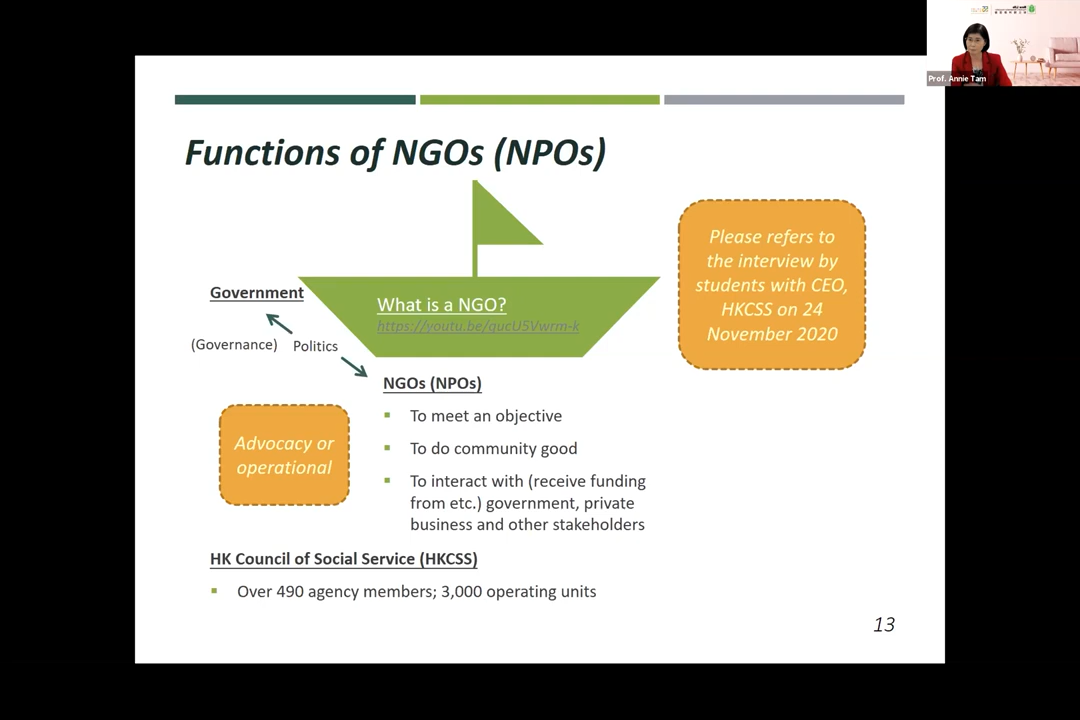 Prof. Annie Tam
Functions of NGOs (NPOs)
Government
(Governance)
Politics
What is a NGO?
https://youtu.be/qucU5Vwrm-k
Please refers to
the interview by
students with CEO,
HKCSS on 24
November 2020
NGOs (NPOs)
To meet an objective
To do community good
To interact with (receive funding
from etc.) government, private
business and other stakeholders
Advocacy or
operational
HK Council of Social Service (HKCSS)
Over 490 agency members; 3,000 operating units
13